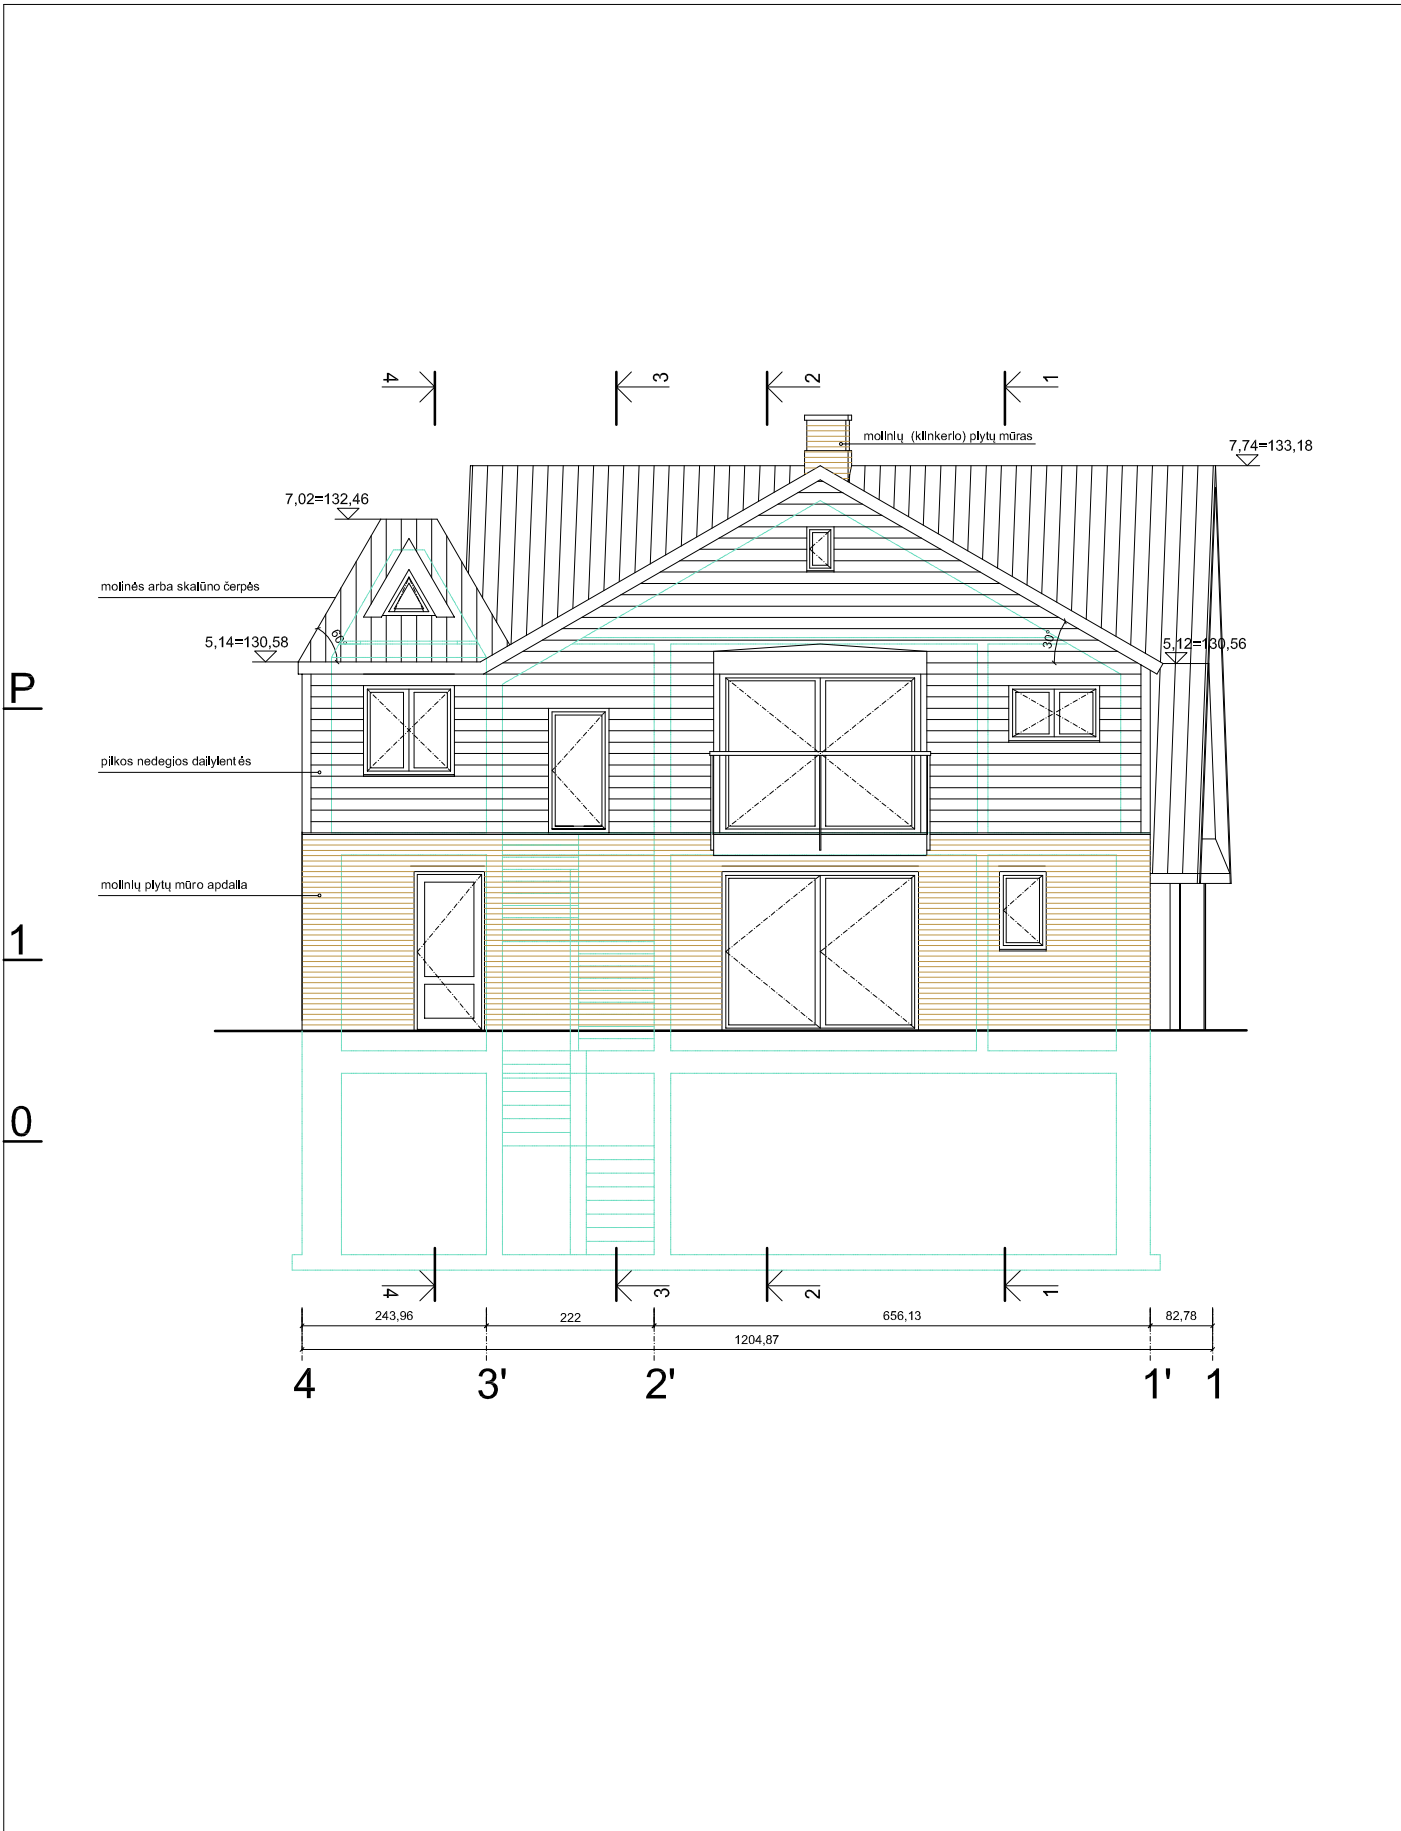 4 3 2 1
molinių (klinkerio) plytų mūras
7,74=133,18
7,02=132,46
molinės arba skalūno čerpės
60°
30°
5,14=130,58
5,12=130,56
P
pilkos nedegios dailylentės
molinių plytų mūro apdaila
1
0
4 3 2 1
243,96 222 656,13 82,78
1204,87
4 3' 2' 1' 1